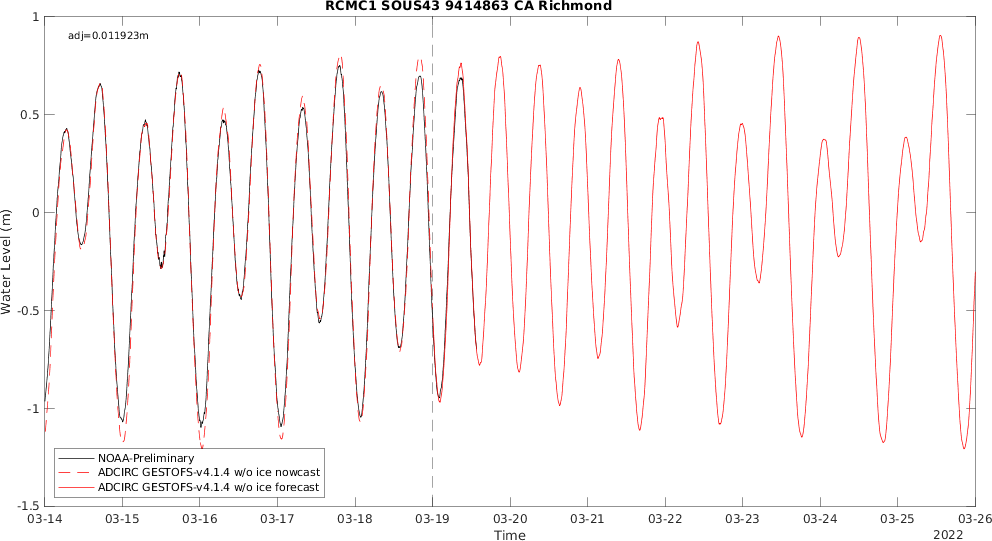 RCMC1 SOUS43 9414863 CA Richmond
adj=0.011923m
1
0.5
0
-0.5
-1
-1.5
Water Level (m)
NOAA-Preliminary
ADCIRC GESTOFS-v4.1.4 w/o ice nowcast
ADCIRC GESTOFS-v4.1.4 w/o ice forecast
03-14 03-15 03-16 03-17 03-18 03-19 03-20 03-21 03-22 03-23 03-24 03-25 03-26
Time
2022